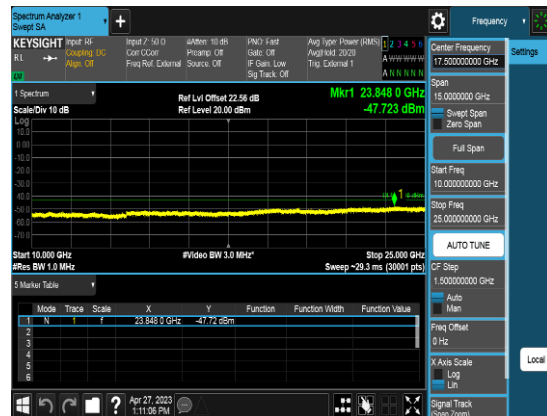 Spectrum Analyzer 1
Swept SA
+
Frequency
KEYSIGHT
Input: RF
Coupling: DC
Align: Off
Input Z: 50 Ω
Corr CCorr
Freq Ref: External
#Atten: 10 dB
Preamp: Off
Source: Off
PNO: Fast
Gate: Off
IF Gain: Low
Sig Track: Off
Avg Type: Power (RMS)
Avg|Hold: 20/20
Trig: External 1
1 2 3 4 5 6
A W W W W W
A N N N N N
1 Spectrum
Scale/Div 10 dB
Ref Lvl Offset 22.56 dB
Ref Level 20.00 dBm
Mkr1 23.848 0 GHz
-47.723 dBm
Log
10.0
0.00
-10.0
-20.0
-30.0
-40.0
-50.0
-60.0
-70.0
1
Start 10.000 GHz
#Res BW 1.0 MHz
#Video BW 3.0 MHz*
Stop 25.000 GHz
Sweep ~29.3 ms (30001 pts)
5 Marker Table
Mode Trace Scale X Y Function Function Width Function Value
1 N 1 f 23.848 0 GHz -47.72 dBm
2
3
4
5
6
Apr 27, 2023
1:11:06 PM
Center Frequency
17.500000000 GHz
Settings
Span
15.0000000 GHz
Swept Span
Zero Span
Full Span
Start Freq
10.000000000 GHz
Stop Freq
25.000000000 GHz
AUTO TUNE
CF Step
1.500000000 GHz
Auto
Man
Freq Offset
0 Hz
X Axis Scale
Log
Lin
Local
Signal Track
(Span Zoom)